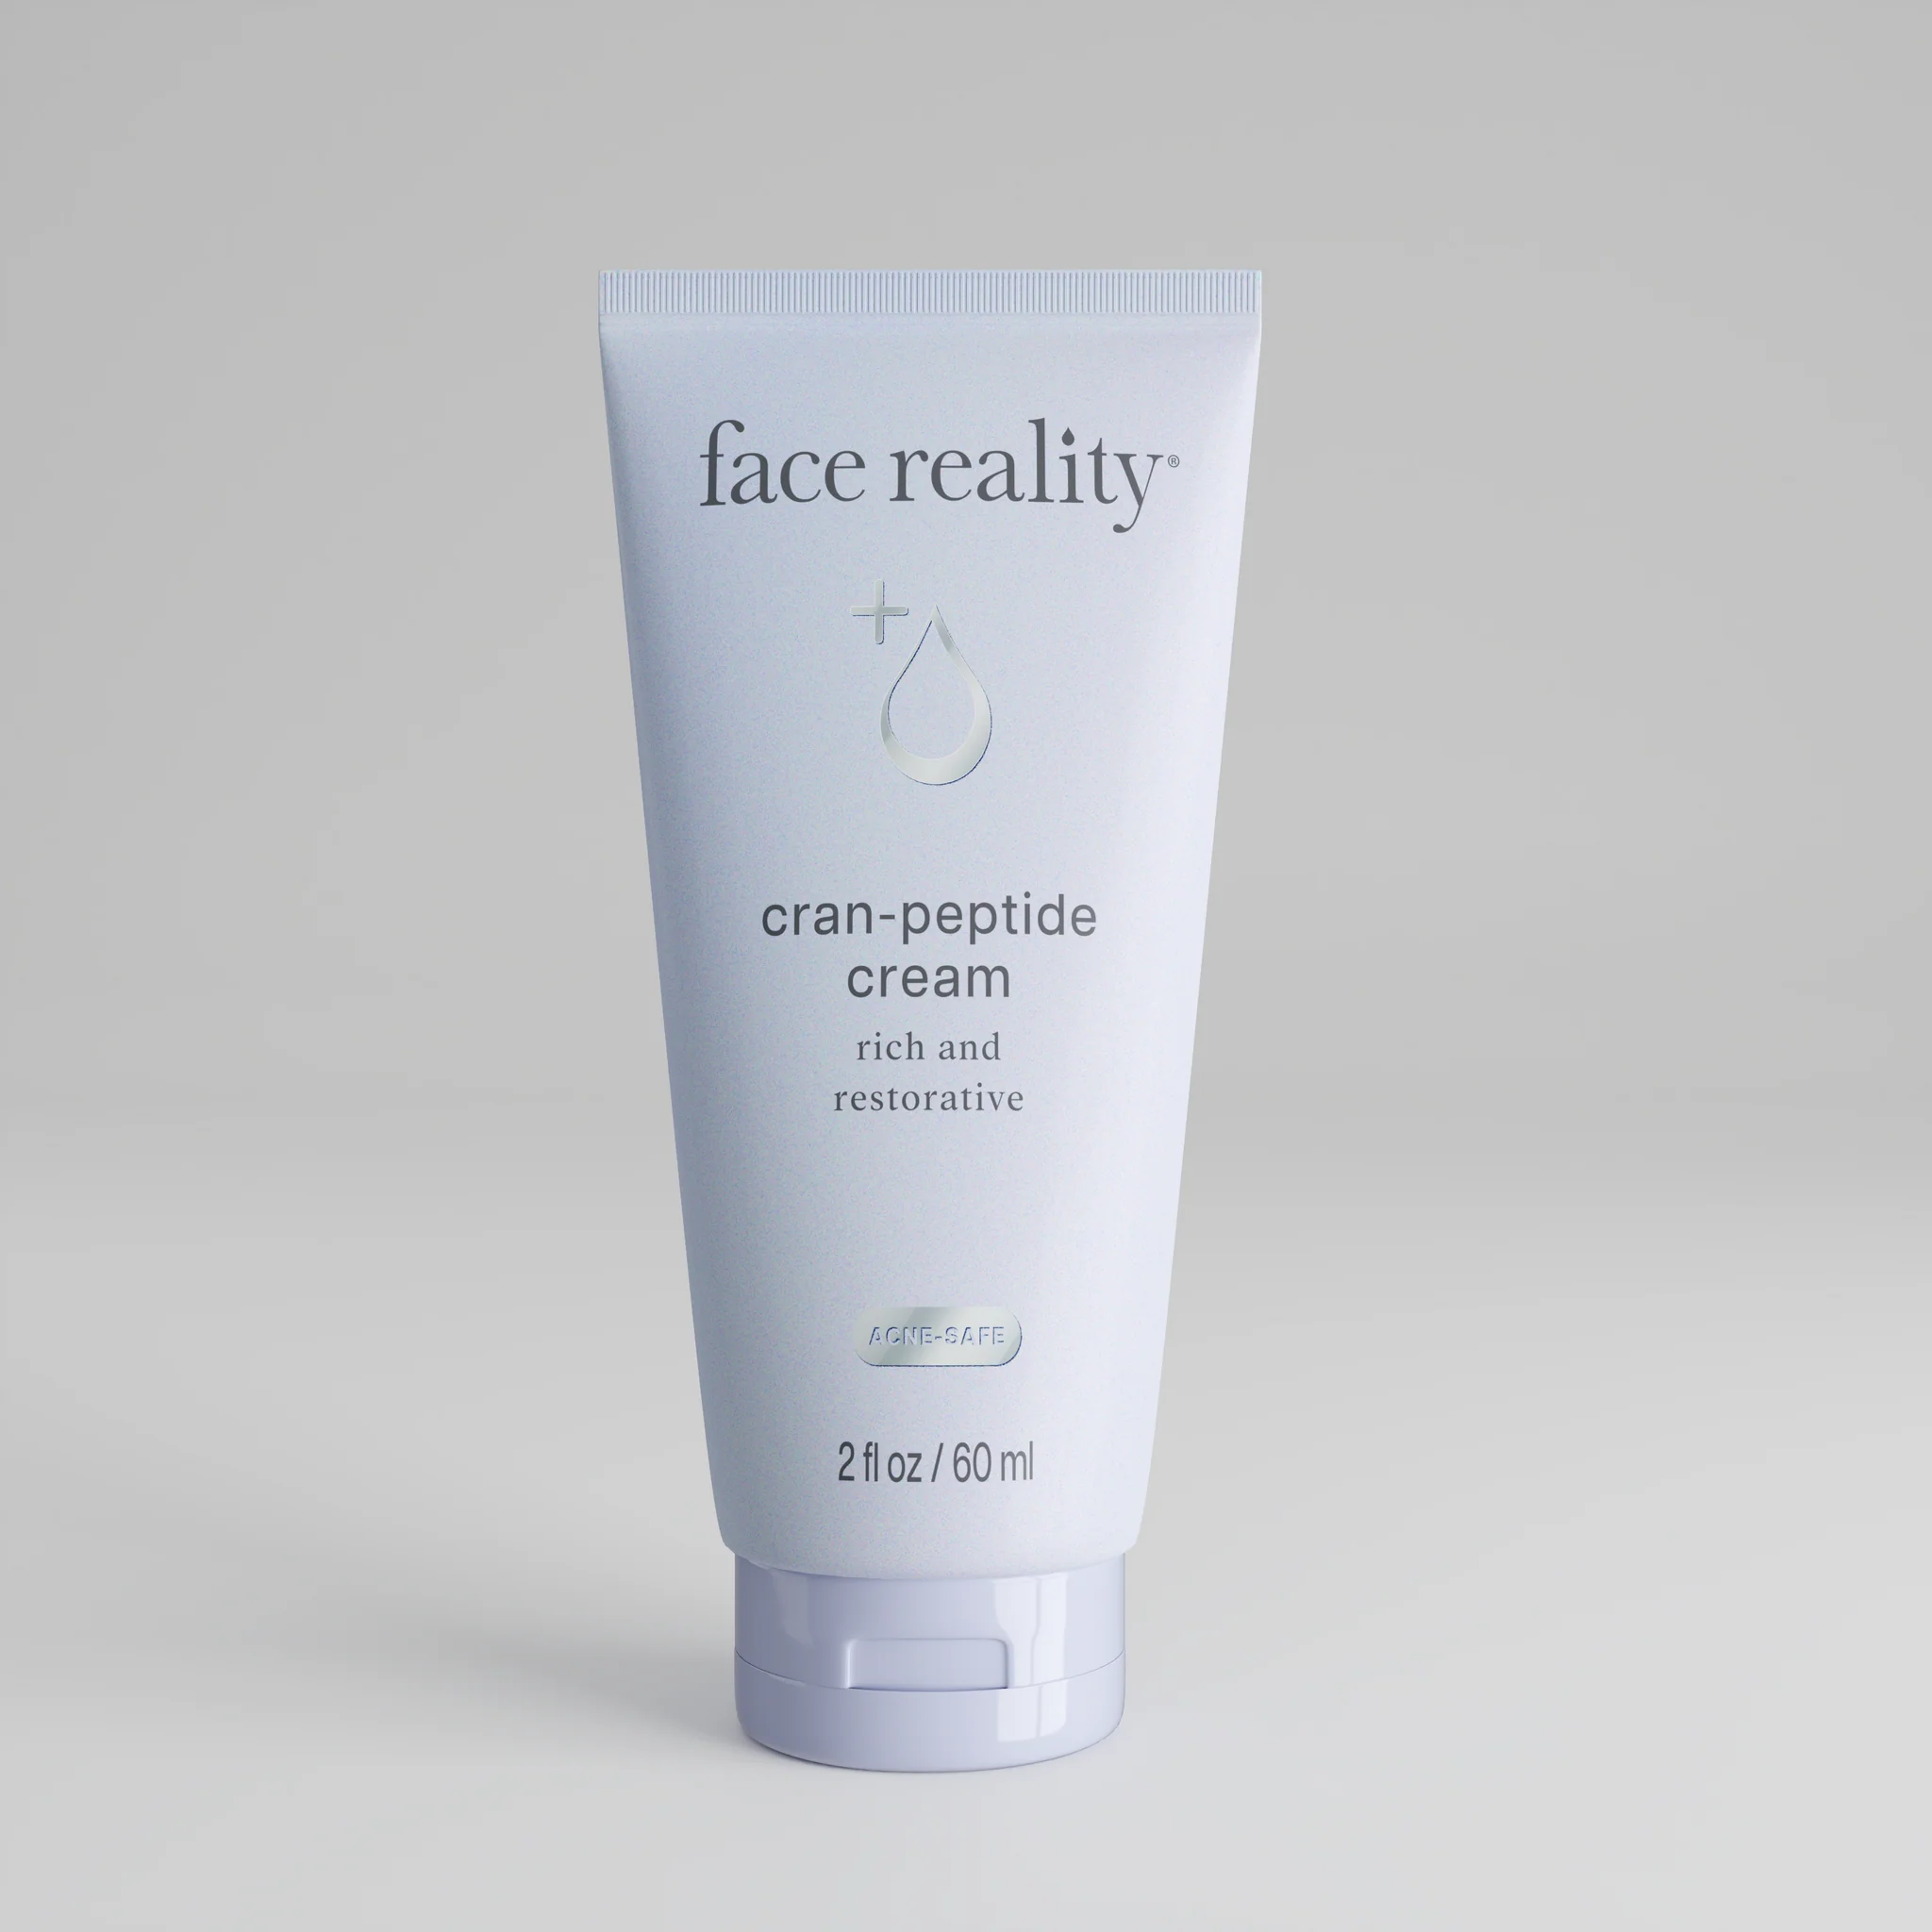 face reality®
cran-peptide
cream
rich and
restorative
ACNE-SAFE
2 fl oz / 60 ml